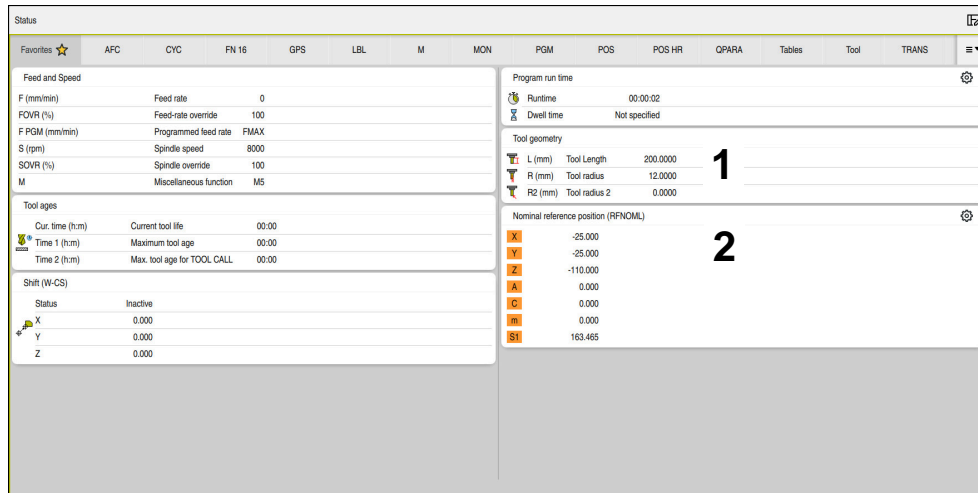 Status
Favorites AFC CYC FN 16 GPS LBL M MON PGM POS POS HR QPARA Tables Tool TRANS
Feed and Speed
F (mm/min) Feed rate 0
FOVR (%) Feed-rate override 100
F PGM (mm/min) Programmed feed rate FMAX
S (rpm) Spindle speed 8000
SOVR (%) Spindle override 100
M Miscellaneous function M5
Tool ages
Cur. time (h:m) Current tool life 00:00
Time 1 (h:m) Maximum tool age 00:00
Time 2 (h:m) Max. tool age for TOOL CALL 00:00
Shift (W-CS)
Status Inactive
X 0.000
Y 0.000
Z 0.000
Program run time
Runtime 00:00:02
Dwell time Not specified
Tool geometry
1
L (mm) Tool Length 200.0000
R (mm) Tool radius 12.0000
R2 (mm) Tool radius 2 0.0000
Nominal reference position (RFNOML)
2
X -25.000
Y -25.000
Z -110.000
A 0.000
C 0.000
m 0.000
S1 163.465